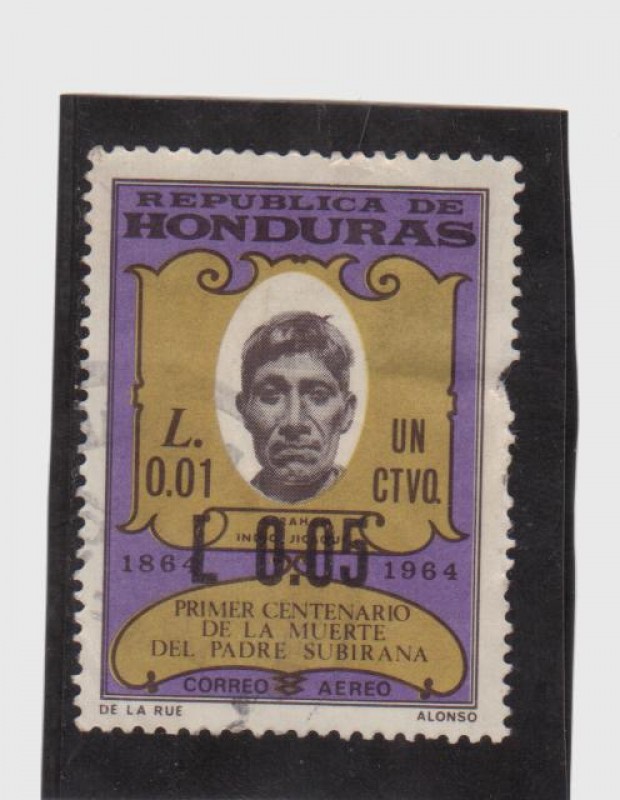 REPUBLICA DE
HONDURAS
L.
0.01
UN
CTVO.
L 0.05
1864 1964
PRIMER CENTENARIO
DE LA MUERTE
DEL PADRE SUBIRANA
CORREO AEREO
DE LA RUE ALONSO